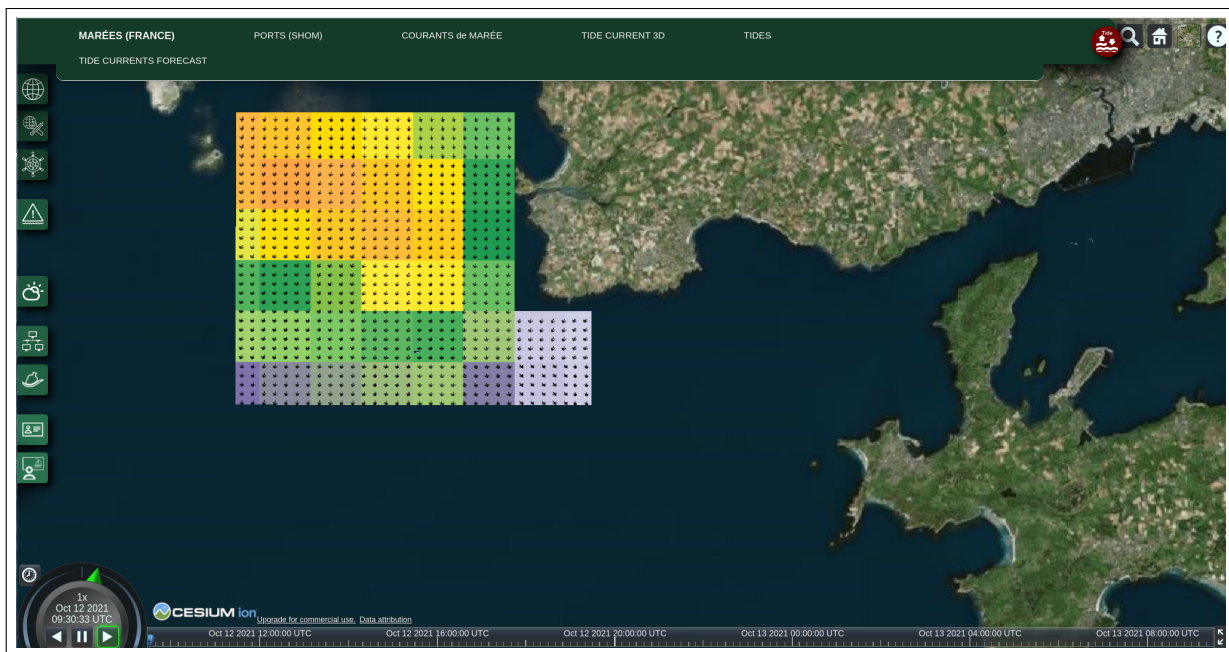 MARÉES (FRANCE) PORTS (SHOM) COURANTS de MARÉE TIDE CURRENT 3D TIDES
TIDE CURRENTS FORECAST
Tide
?
1x
Oct 12 2021
09:30:33 UTC
CESIUM ion
Upgrade for commercial use. Data attribution
Oct 12 2021 12:00:00 UTC Oct 12 2021 16:00:00 UTC Oct 12 2021 20:00:00 UTC Oct 13 2021 00:00:00 UTC Oct 13 2021 04:00:00 UTC Oct 13 2021 08:00:00 UTC